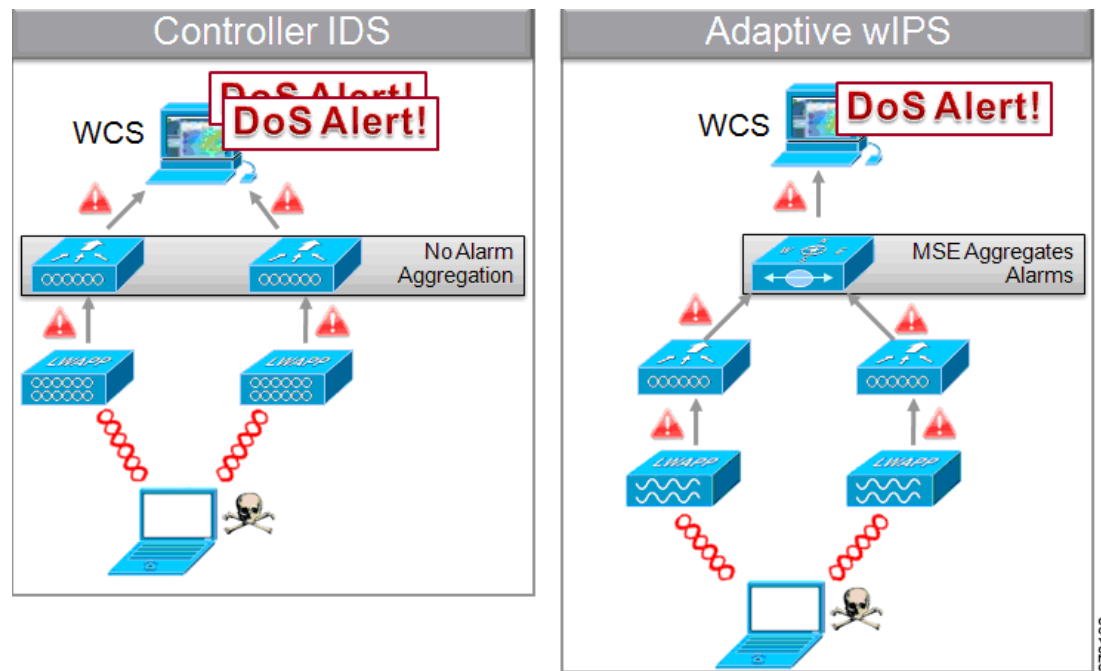 Controller IDS
DoS Alert!
DoS Alert!
WCS
No Alarm
Aggregation
LWAPP
LWAPP
Adaptive wIPS
DoS Alert!
WCS
MSE Aggregates
Alarms
LWAPP
LWAPP